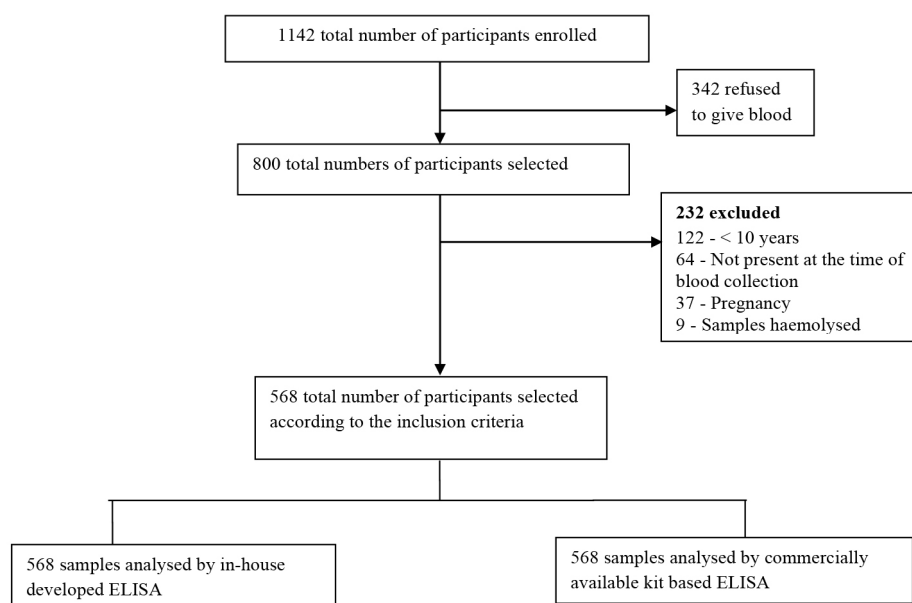 1142 total number of participants enrolled
342 refused
to give blood
800 total numbers of participants selected
232 excluded
122 - < 10 years
64 - Not present at the time of
blood collection
37 - Pregnancy
9 - Samples haemolysed
568 total number of participants selected
according to the inclusion criteria
568 samples analysed by in-house
developed ELISA
568 samples analysed by commercially
available kit based ELISA